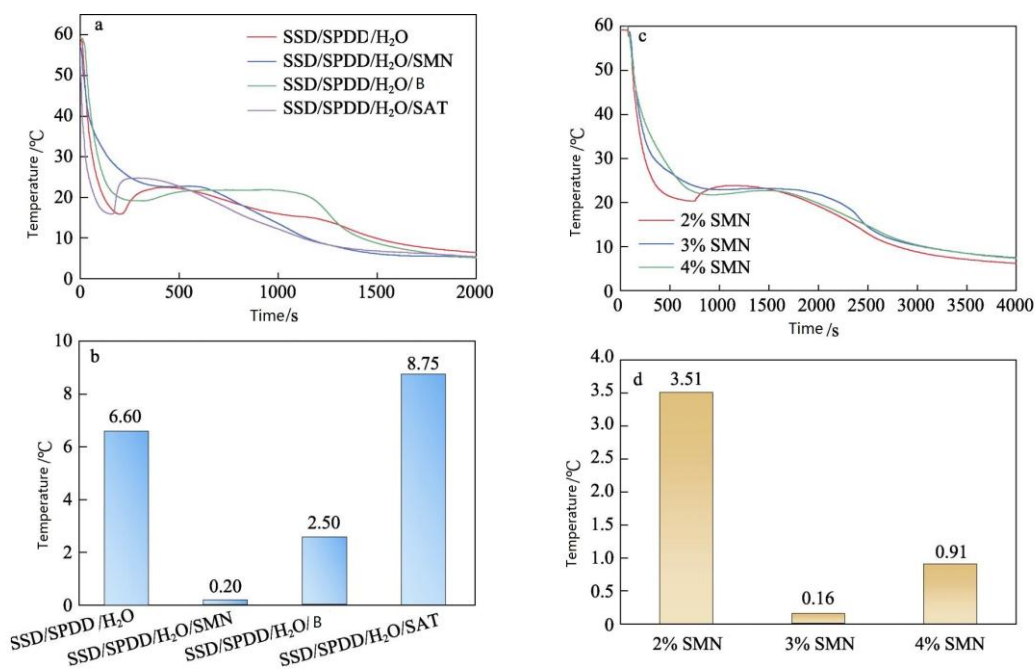 a
Temperature /℃
60
50
40
30
20
10
0
SSD/SPDD/H₂O
SSD/SPDD/H₂O/SMN
SSD/SPDD/H₂O/B
SSD/SPDD/H₂O/SAT
0 500 1000 1500 2000
Time/s
c
Temperature /℃
60
50
40
30
20
10
0
2% SMN
3% SMN
4% SMN
0 500 1000 1500 2000 2500 3000 3500 4000
Time /s
b
Temperature /℃
10
8
6
4
2
0
6.60
0.20
2.50
8.75
SSD/SPDD/H₂O
SSD/SPDD/H₂O/SMN
SSD/SPDD/H₂O/B
SSD/SPDD/H₂O/SAT
d
Temperature /℃
4.0
3.5
3.0
2.5
2.0
1.5
1.0
0.5
0
3.51
0.16
0.91
2% SMN 3% SMN 4% SMN